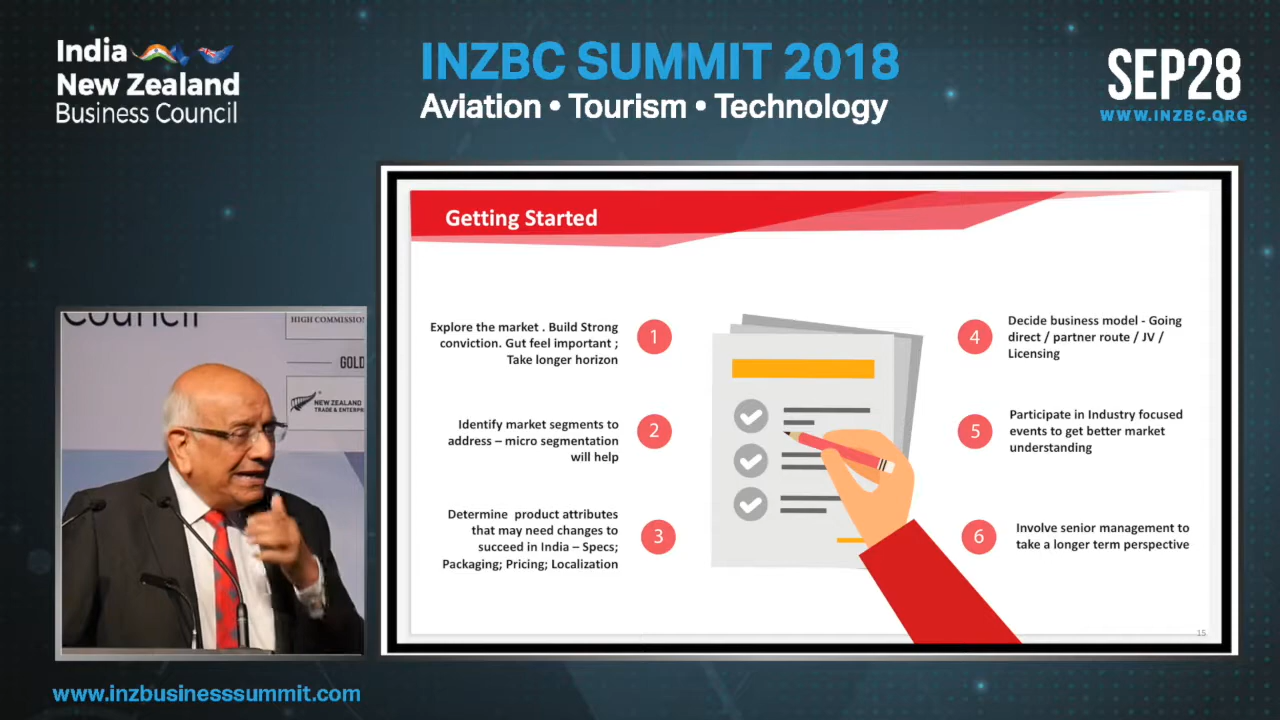 India
New Zealand
Business Council
INZBC SUMMIT 2018
Aviation • Tourism • Technology
SEP28
WWW.INZBC.ORG
Getting Started
Explore the market . Build Strong
conviction. Gut feel important ;
Take longer horizon
1
Identify market segments to
address – micro segmentation
will help
2
Determine product attributes
that may need changes to
succeed in India – Specs;
Packaging; Pricing; Localization
3
4
Decide business model - Going
direct / partner route / JV /
Licensing
5
Participate in Industry focused
events to get better market
understanding
6
Involve senior management to
take a longer term perspective
15
Council
HIGH COMMISSIO
GOLD
NEW ZEALAND
TRADE & ENTERPR
www.inzbusinesssummit.com